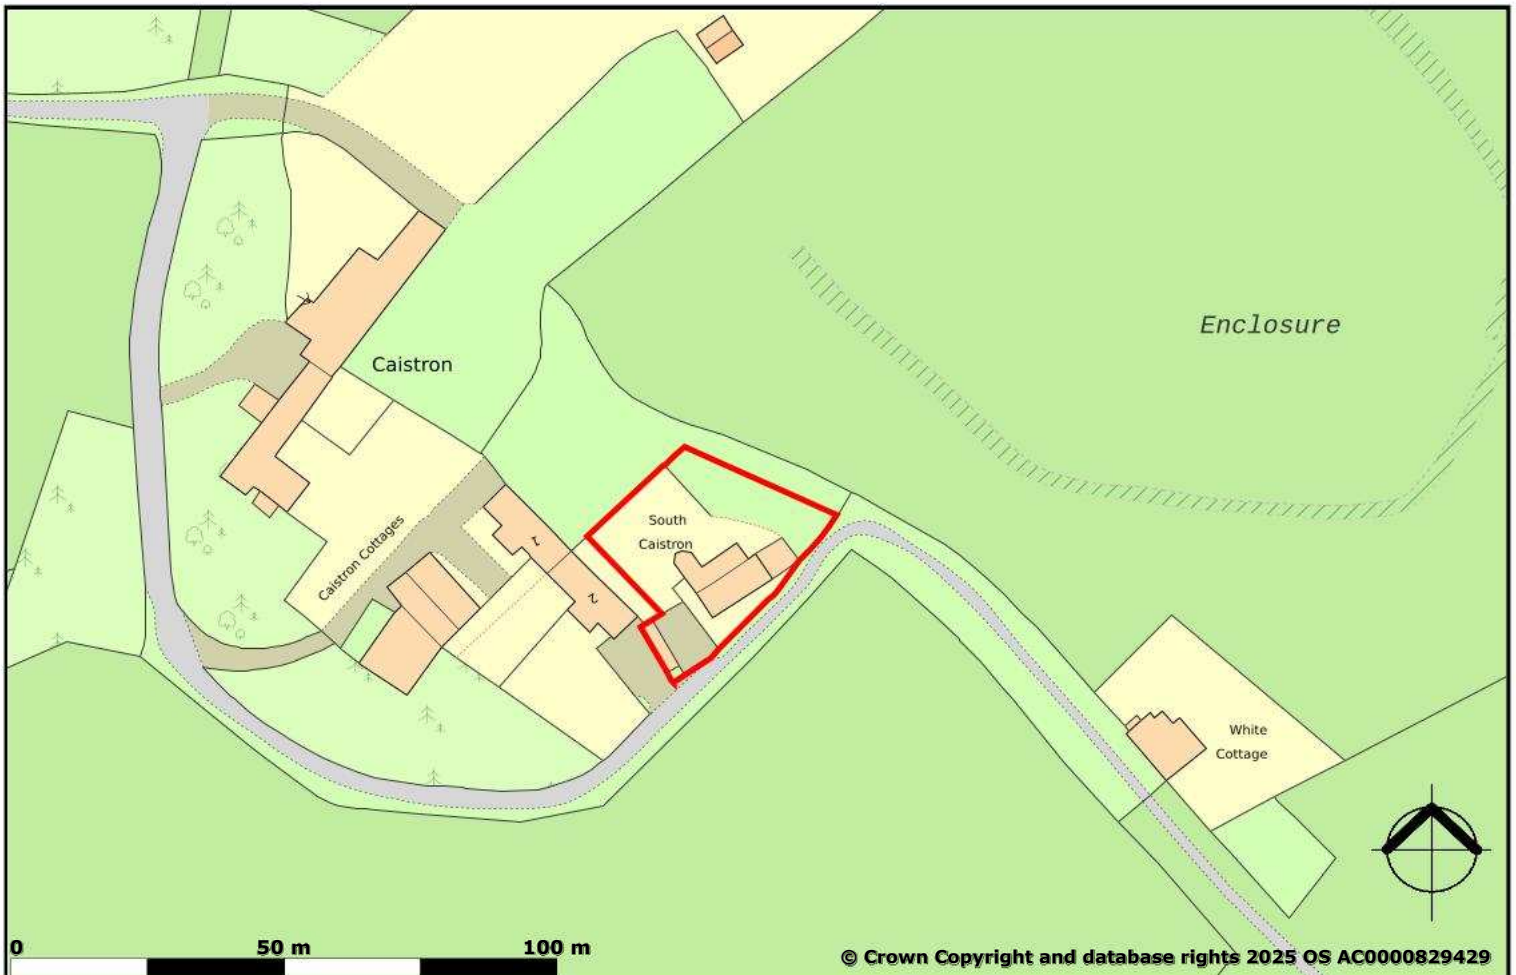 Enclosure
Caistron
South
Caistron
Caistron Cottages
1
2
White
Cottage
0
50 m
100 m
© Crown Copyright and database rights 2025 OS AC0000829429